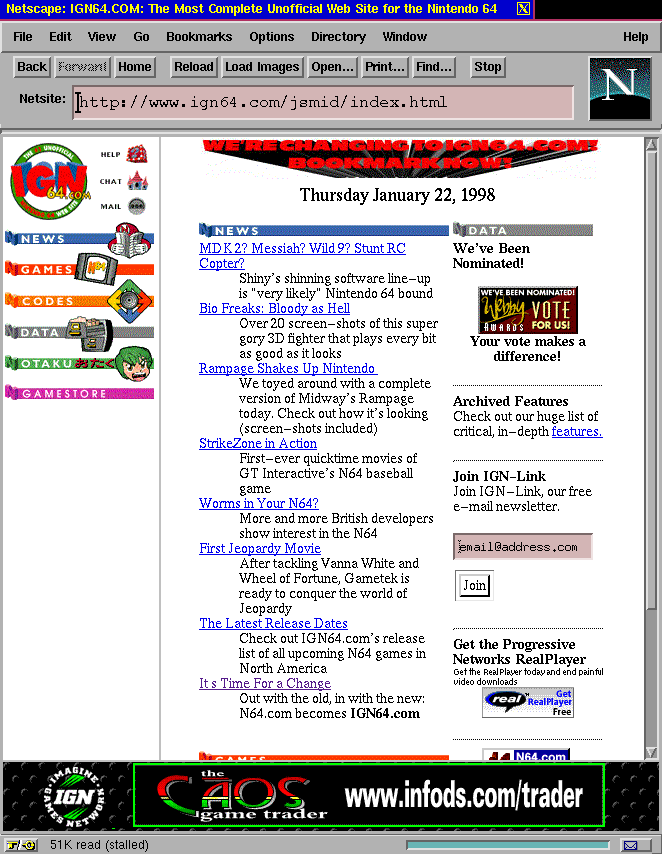 Netscape: IGN64.COM: The Most Complete Unofficial Web Site for the Nintendo 64
File Edit View Go Bookmarks Options Directory Window Help
Back Forward Home Reload Load Images Open... Print... Find... Stop
Netsite: http://www.ign64.com/jsmid/index.html
N
IGN
64.COM
HELP
CHAT
MAIL
NEWS
GAMES
CODES
DATA
OTAKU おたく
GAMESTORE
WE'RE CHANGING TO IGN64.COM!
BOOKMARK NOW!
Thursday January 22, 1998
NEWS
MDK 2? Messiah? Wild 9? Stunt RC
Copter?
Shiny's shinning software line-up
is "very likely" Nintendo 64 bound
Bio Freaks: Bloody as Hell
Over 20 screen-shots of this super
gory 3D fighter that plays every bit
as good as it looks
Rampage Shakes Up Nintendo
We toyed around with a complete
version of Midway's Rampage
today. Check out how it's looking
(screen-shots included)
StrikeZone in Action
First-ever quicktime movies of
GT Interactive's N64 baseball
game
Worms in Your N64?
More and more British developers
show interest in the N64
First Jeopardy Movie
After tackling Vanna White and
Wheel of Fortune, Gametek is
ready to conquer the world of
Jeopardy
The Latest Release Dates
Check out IGN64.com's release
list of all upcoming N64 games in
North America
It s Time For a Change
Out with the old, in with the new:
N64.com becomes IGN64.com
GAMES
DATA
We've Been
Nominated!
WE'VE BEEN NOMINATED!
Webby
AWARDS
VOTE
FOR US!
Your vote makes a
difference!
Archived Features
Check out our huge list of
critical, in-depth features.
Join IGN-Link
Join IGN-Link, our free
e-mail newsletter.
email@address.com
Join
Get the Progressive
Networks RealPlayer
Get the RealPlayer today and end painful
video downloads
real
Get
RealPlayer
Free
N64.com
IMAGINE
IGN
GAMES NETWORK
the
CAOS
game trader
www.infods.com/trader
51K read (stalled)